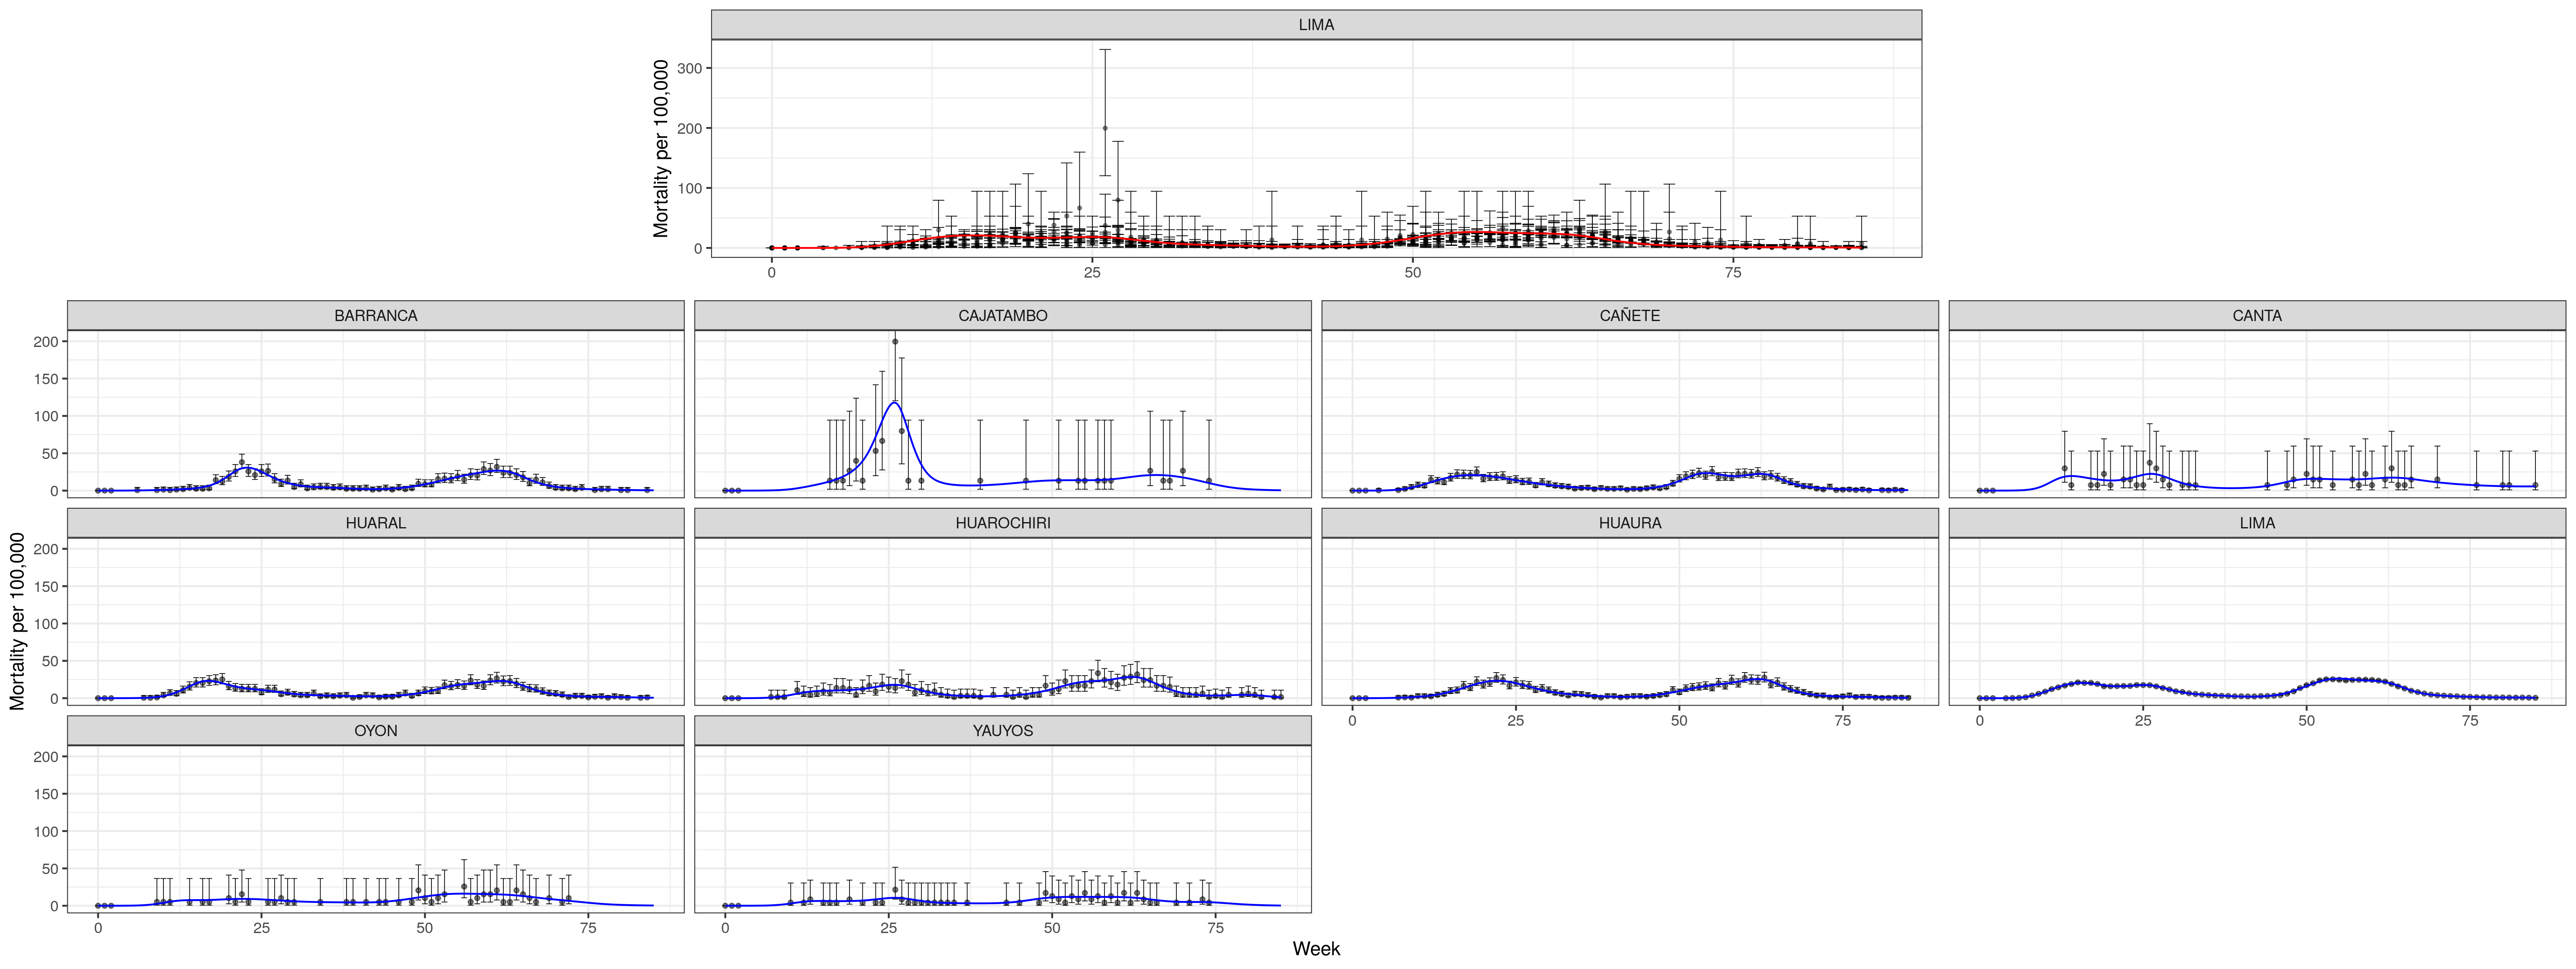 LIMA
Mortality per 100,000
300
200
100
0
0 25 50 75
BARRANCA CAJATAMBO CAÑETE CANTA
200
150
100
50
0
HUARAL HUAROCHIRI HUAURA LIMA
Mortality per 100,000
200
150
100
50
0
0 25 50 75 0 25 50 75
OYON YAUYOS
200
150
100
50
0
0 25 50 75 0 25 50 75
Week